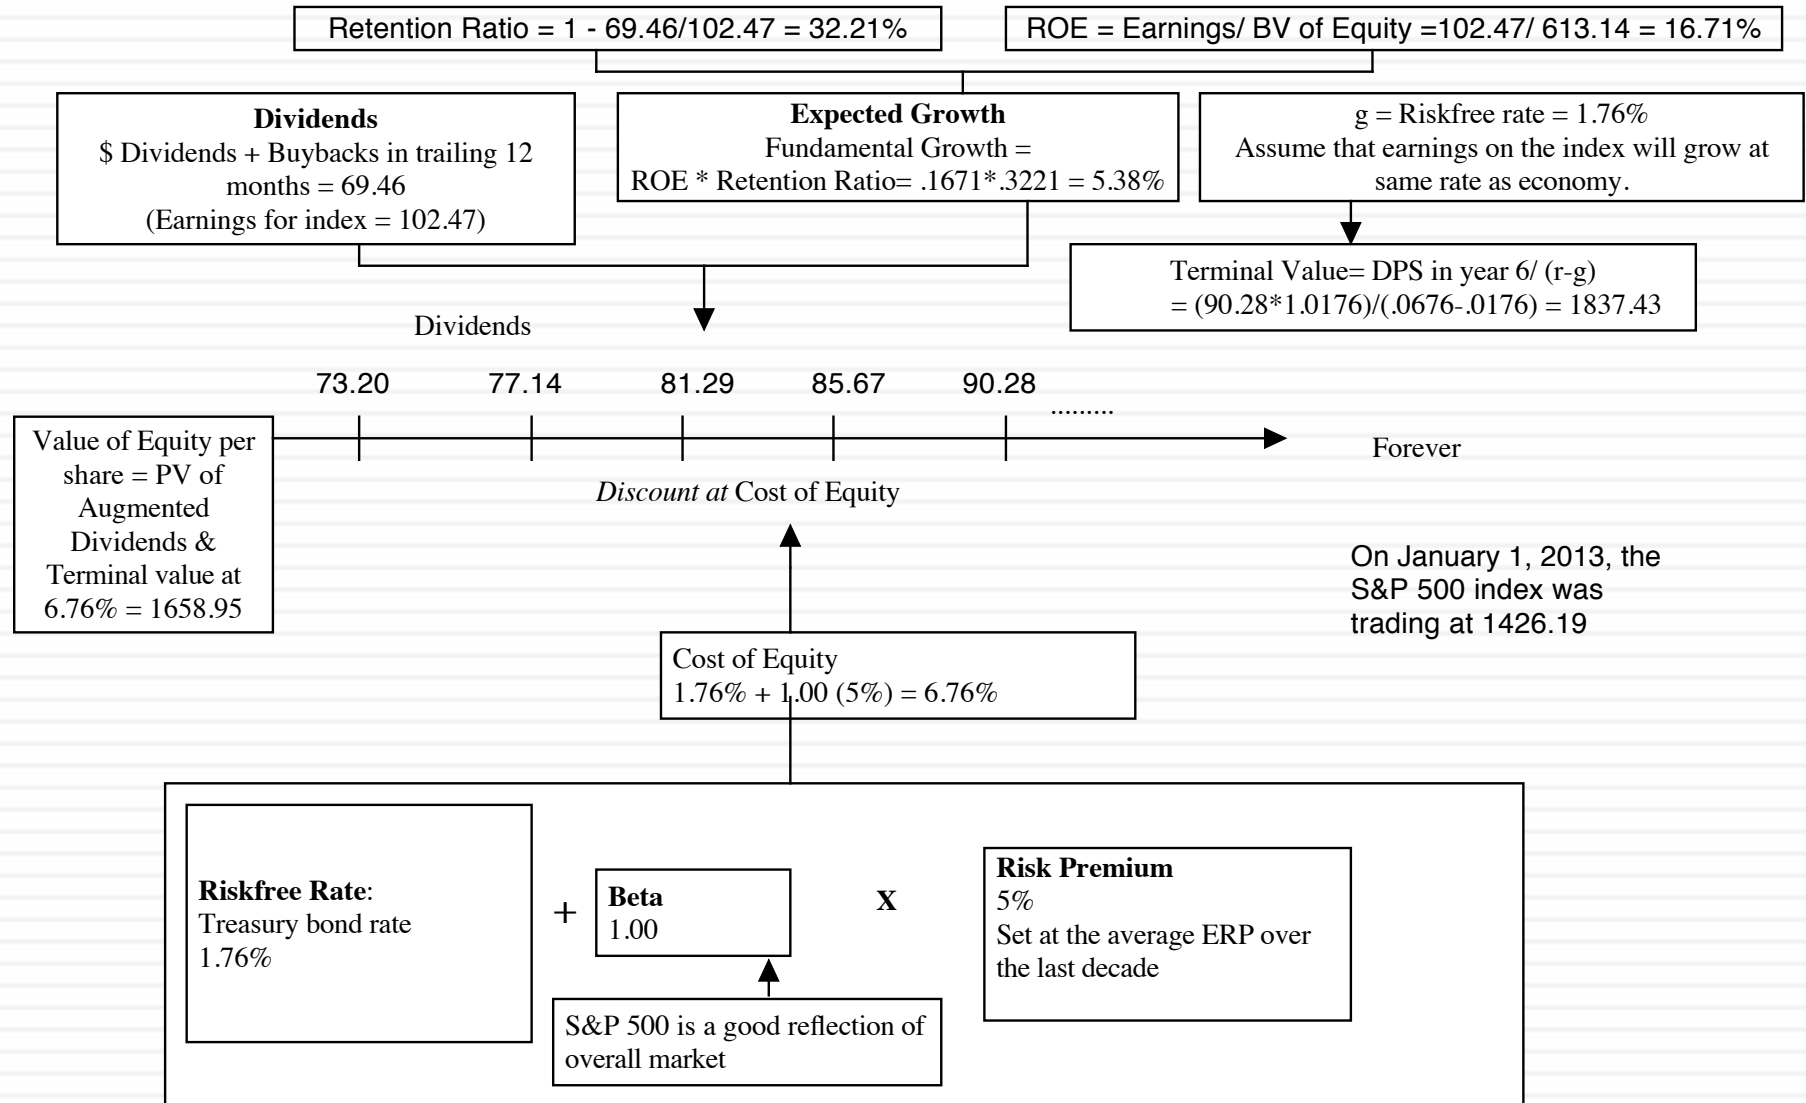 Retention Ratio = 1 - 69.46/102.47 = 32.21%
ROE = Earnings/ BV of Equity =102.47/ 613.14 = 16.71%
Dividends
$ Dividends + Buybacks in trailing 12
months = 69.46
(Earnings for index = 102.47)
Expected Growth
Fundamental Growth =
ROE * Retention Ratio= .1671*.3221 = 5.38%
g = Riskfree rate = 1.76%
Assume that earnings on the index will grow at
same rate as economy.
Terminal Value= DPS in year 6/ (r-g)
= (90.28*1.0176)/(.0676-.0176) = 1837.43
Dividends
73.20 77.14 81.29 85.67 90.28
.........
Forever
Value of Equity per
share = PV of
Augmented
Dividends &
Terminal value at
6.76% = 1658.95
Discount at Cost of Equity
On January 1, 2013, the
S&P 500 index was
trading at 1426.19
Cost of Equity
1.76% + 1.00 (5%) = 6.76%
Riskfree Rate:
Treasury bond rate
1.76%
+
Beta
1.00
X
Risk Premium
5%
Set at the average ERP over
the last decade
S&P 500 is a good reflection of
overall market